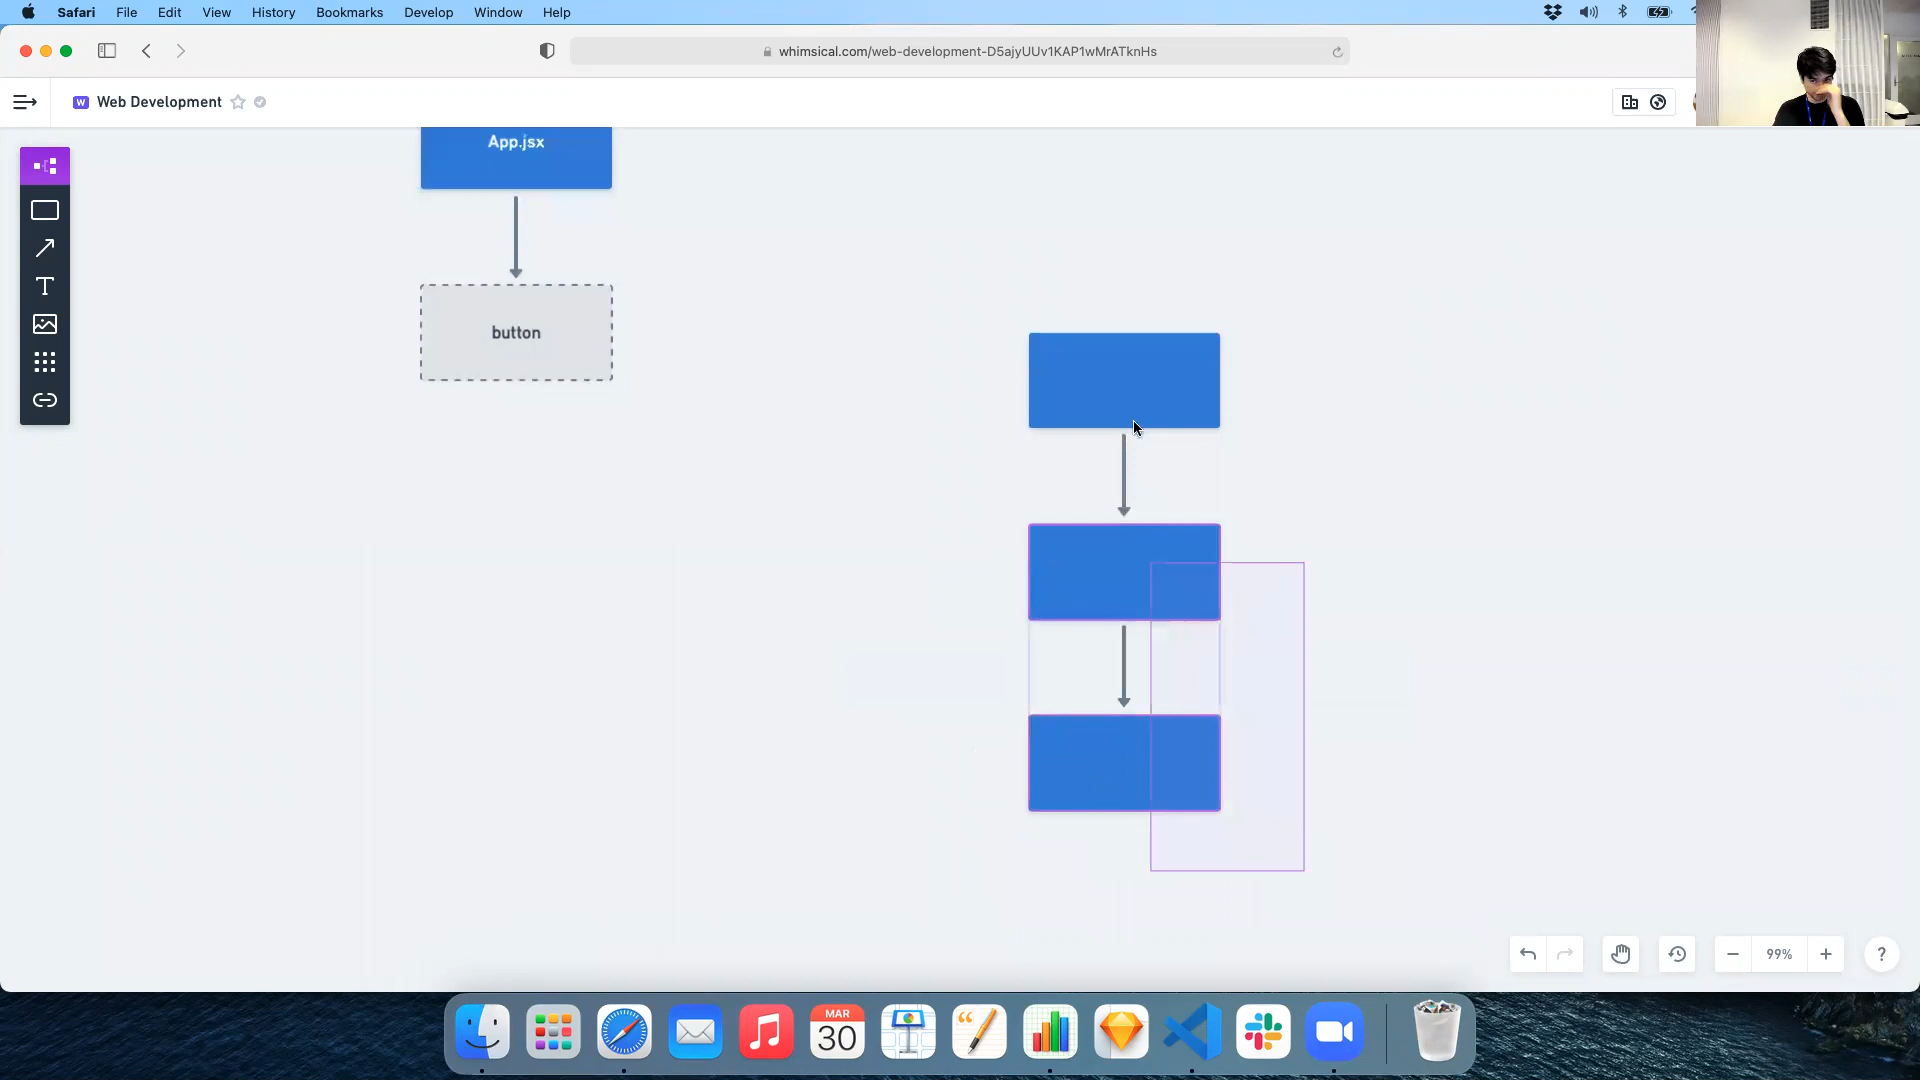 Safari File Edit View History Bookmarks Develop Window Help
whimsical.com/web-development-D5ajyUUv1KAP1wMrATknHs
W Web Development
App.jsx
T
button
99%
?
MAR
30